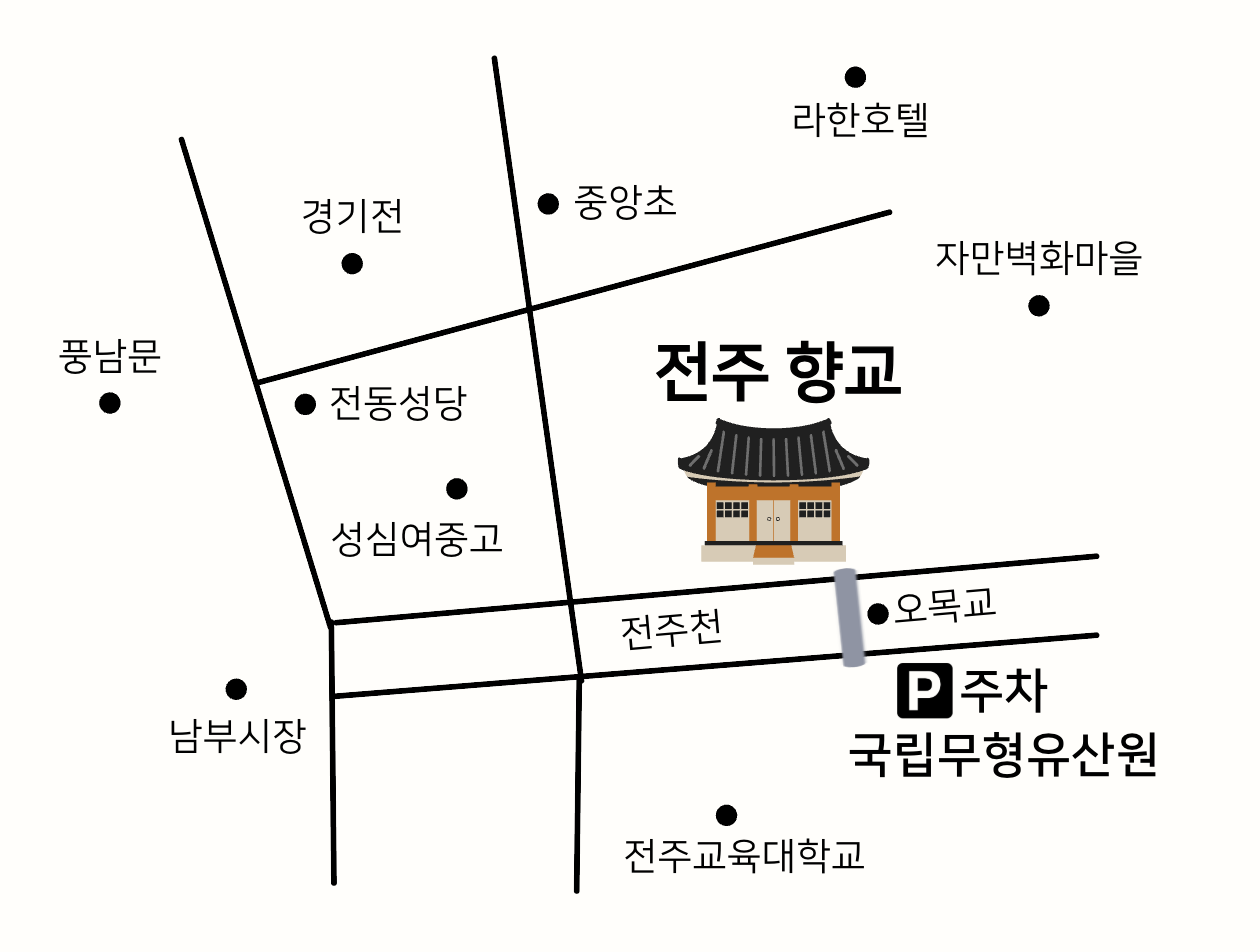 라한호텔
중앙초
경기전
자만벽화마을
풍남문
전주 향교
전동성당
성심여중고
오목교
전주천
P 주차
남부시장
국립무형유산원
전주교육대학교